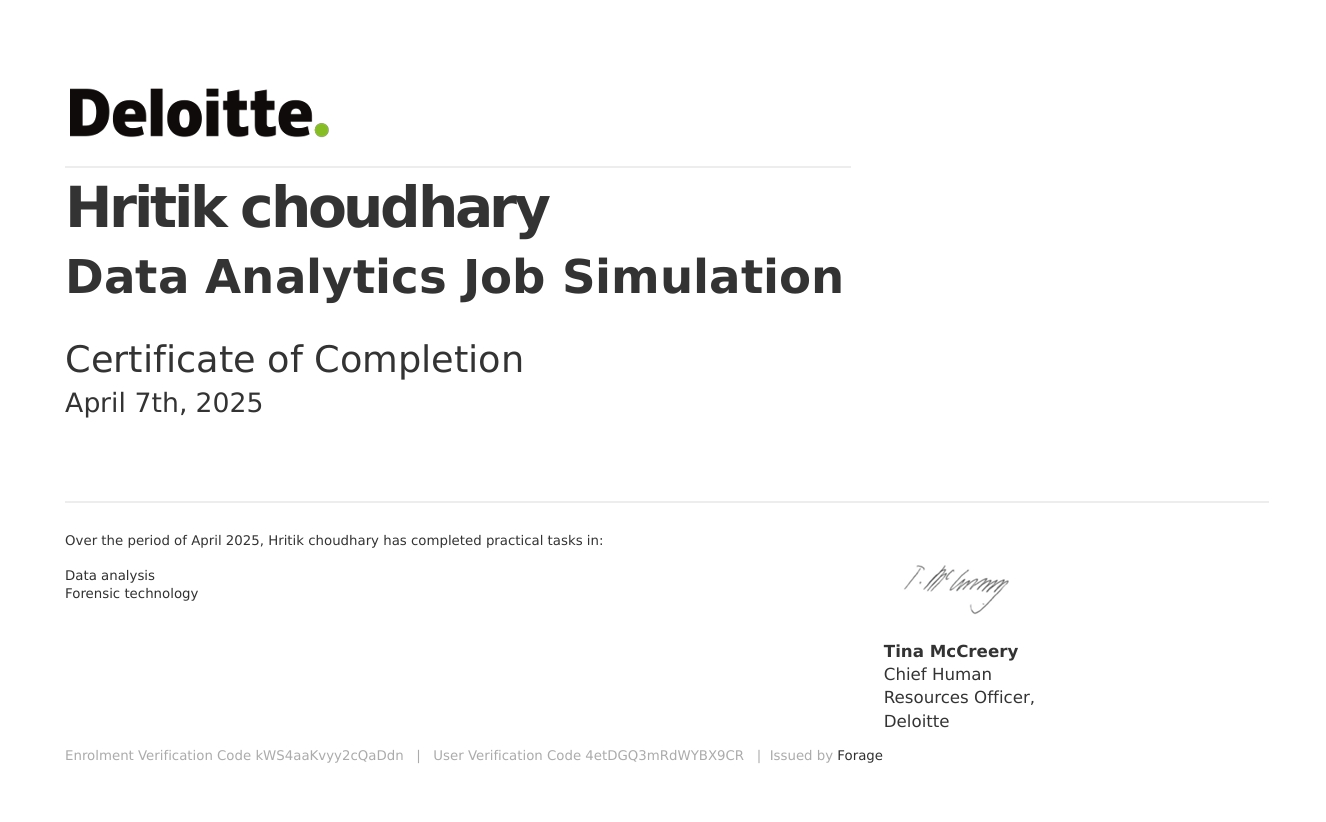 Deloitte.
Hritik choudhary
Data Analytics Job Simulation
Certificate of Completion
April 7th, 2025
Over the period of April 2025, Hritik choudhary has completed practical tasks in:
Data analysis
Forensic technology
T. McCreery
Tina McCreery
Chief Human
Resources Officer,
Deloitte
Enrolment Verification Code kWS4aaKvyy2cQaDdn | User Verification Code 4etDGQ3mRdWYBX9CR | Issued by Forage